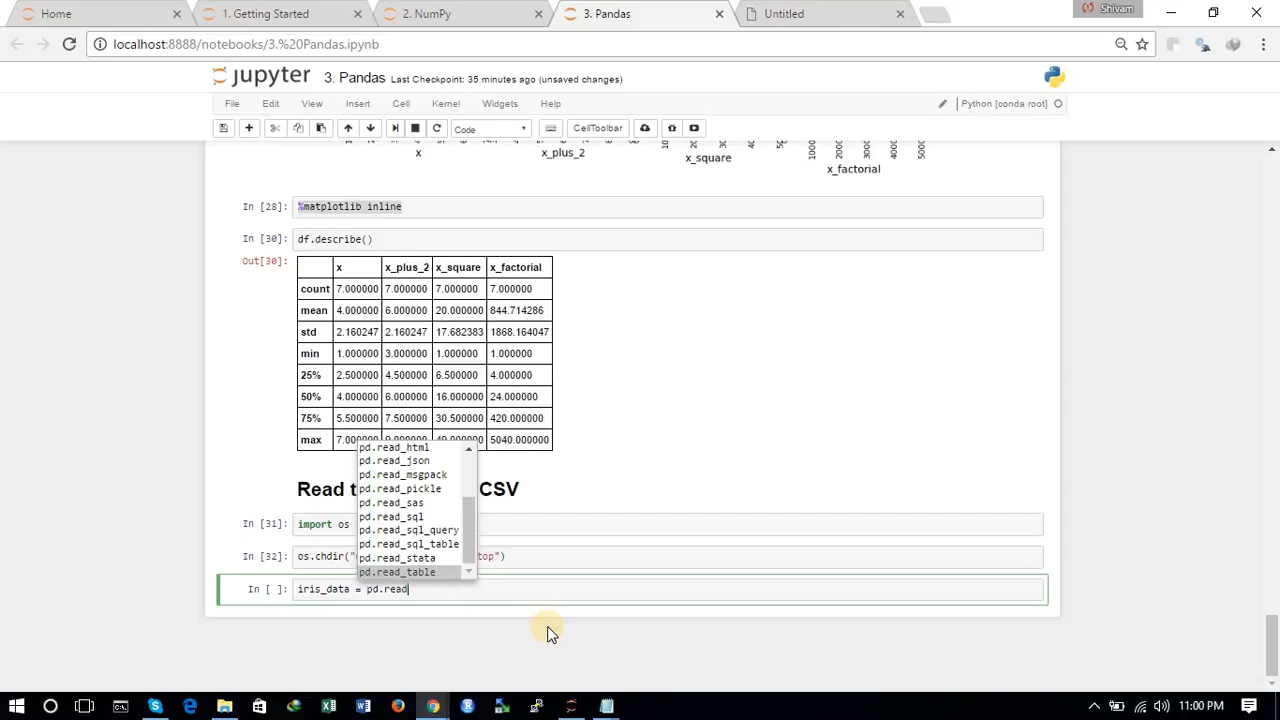 Home
1. Getting Started
2. NumPy
3. Pandas
Untitled
Shivam
localhost:8888/notebooks/3.%20Pandas.ipynb
jupyter 3. Pandas Last Checkpoint: 35 minutes ago (unsaved changes)
File Edit View Insert Cell Kernel Widgets Help Python [conda root]
Code CellToolbar
x x_plus_2 x_square x_factorial
In [28]: %matplotlib inline
In [30]: df.describe()
Out[30]:
x x_plus_2 x_square x_factorial
count 7.000000 7.000000 7.000000 7.000000
mean 4.000000 6.000000 20.000000 844.714286
std 2.160247 2.160247 17.682383 1868.164047
min 1.000000 3.000000 1.000000 1.000000
25% 2.500000 4.500000 6.500000 4.000000
50% 4.000000 6.000000 16.000000 24.000000
75% 5.500000 7.500000 30.500000 420.000000
max 7.000000 9.000000 49.000000 5040.000000
pd.read_html
pd.read_json
pd.read_msgpack
pd.read_pickle
pd.read_sas
pd.read_sql
pd.read_sql_query
pd.read_sql_table
pd.read_stata
pd.read_table
Read t CSV
In [31]: import os
In [32]: os.chdir(" top")
In [ ]: iris_data = pd.read
11:00 PM